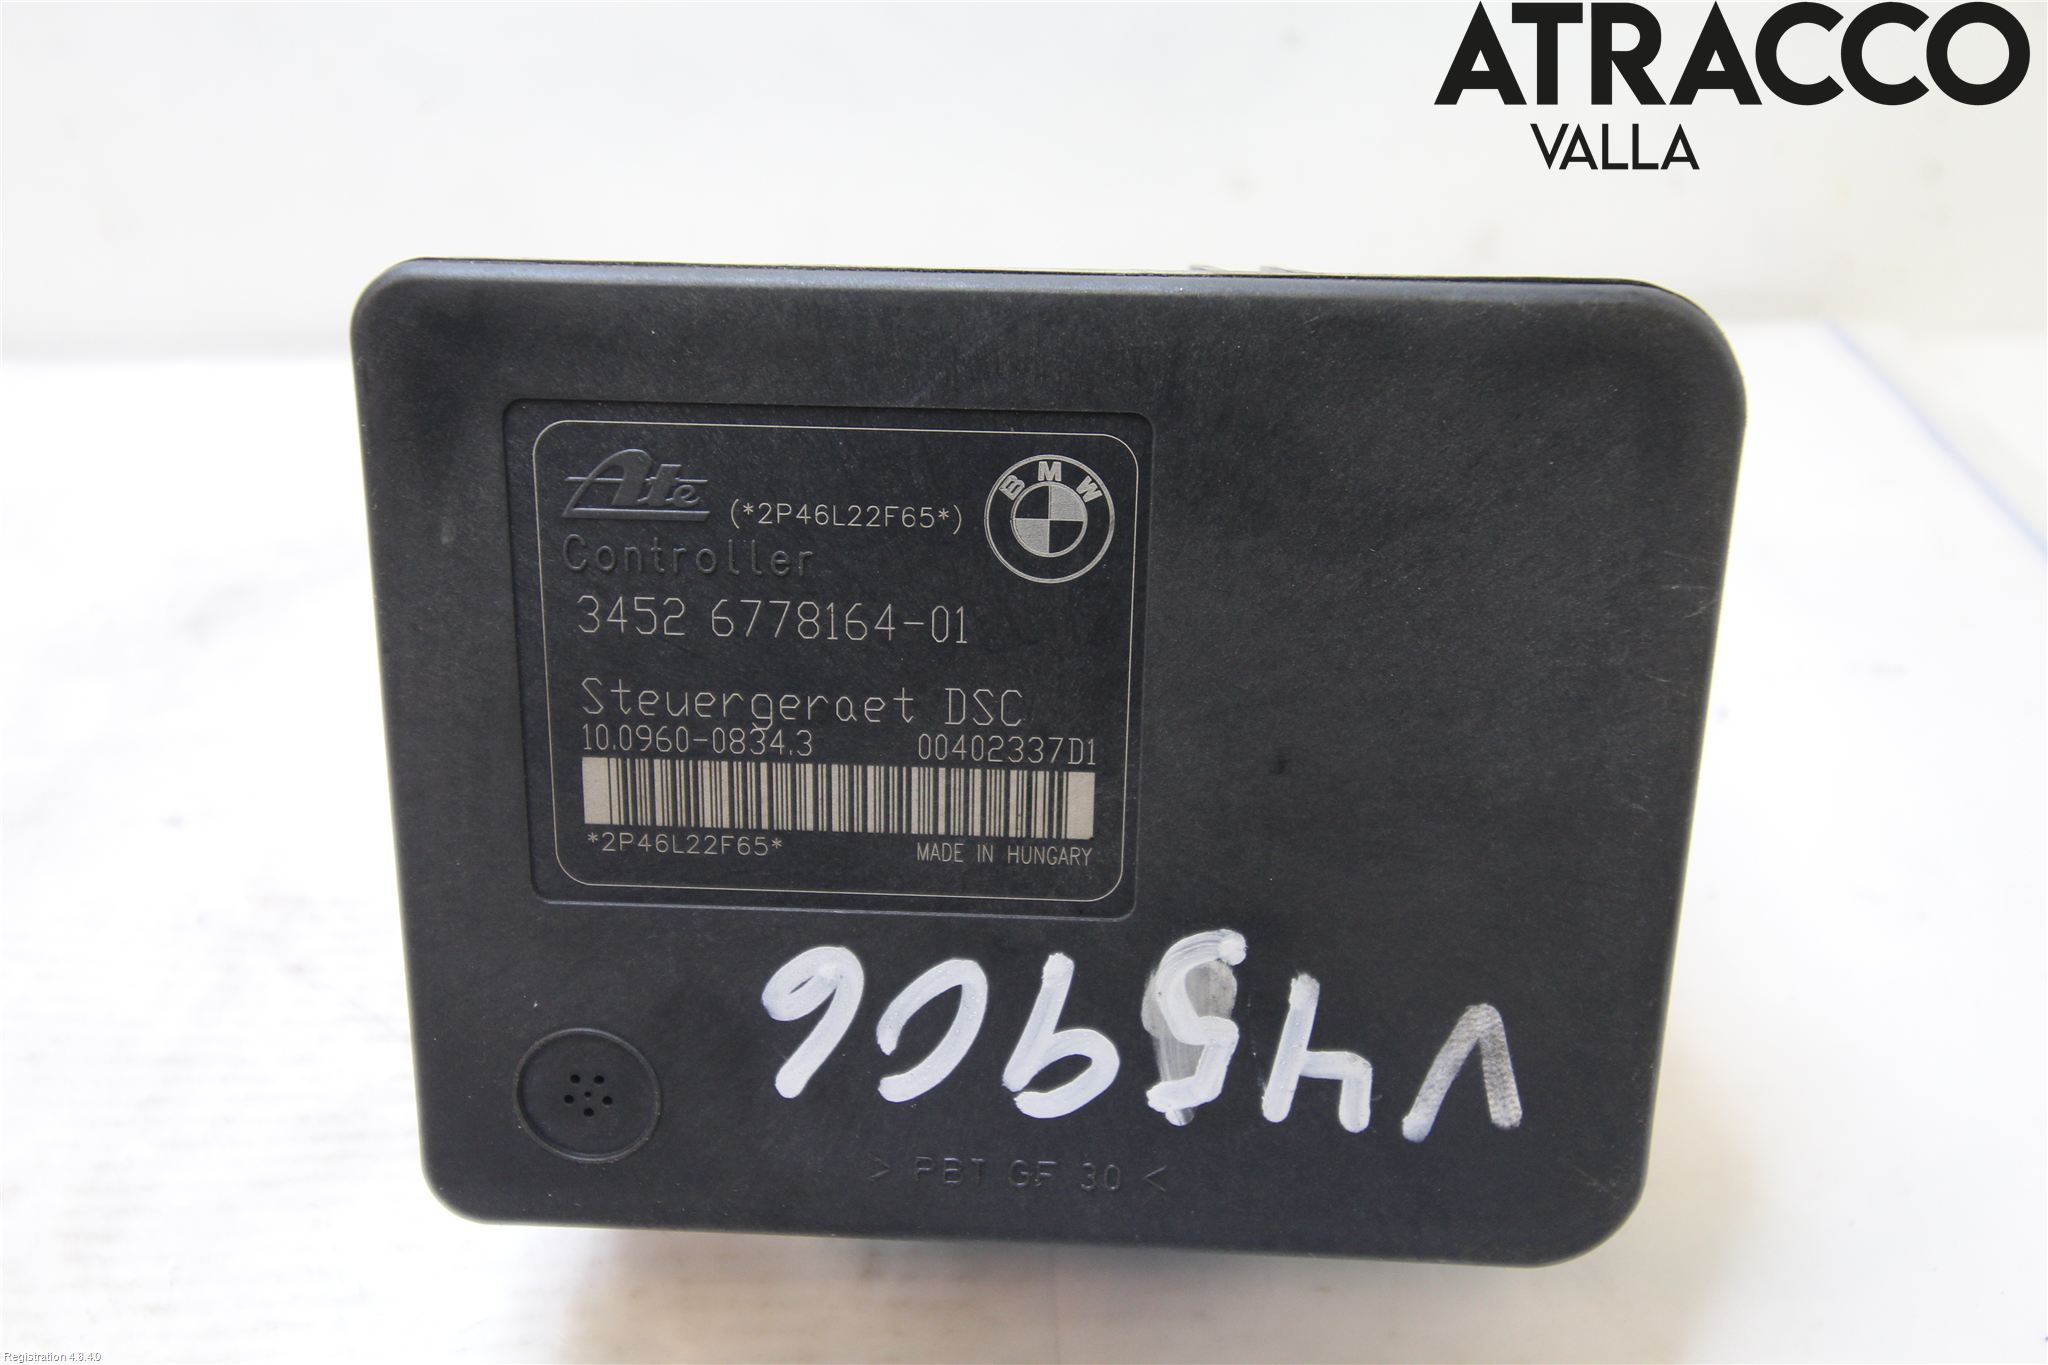 ATRACCO
VALLA
Ate (*2P46L22F65*) BMW
Controller
3452 6778164-01
Steuergeraet DSC
10.0960-0834.3 00402337D1
*2P46L22F65* MADE IN HUNGARY
> PBT GF 30 <
Registration 4.8.4.0